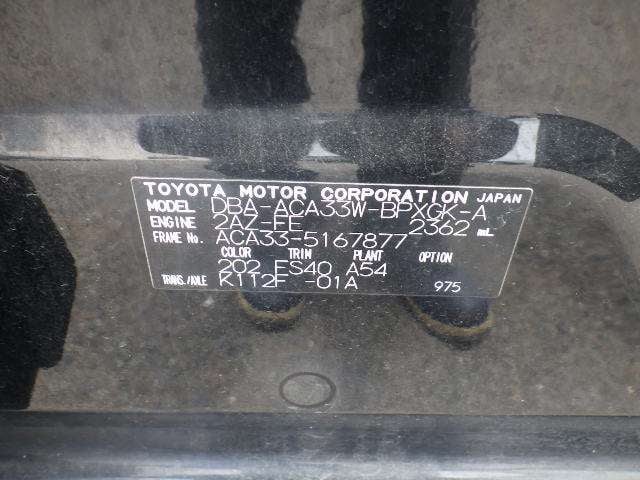 TOYOTA MOTOR CORPORATION JAPAN
MODEL DBA-ACA33W-BPXGK-A
ENGINE 2AZ-FE 2362 mL
FRAME No. ACA33-5167877
COLOR TRIN PLANT OPTION
202 FS40 A54
TRANS./AXLE K112F -01A 975